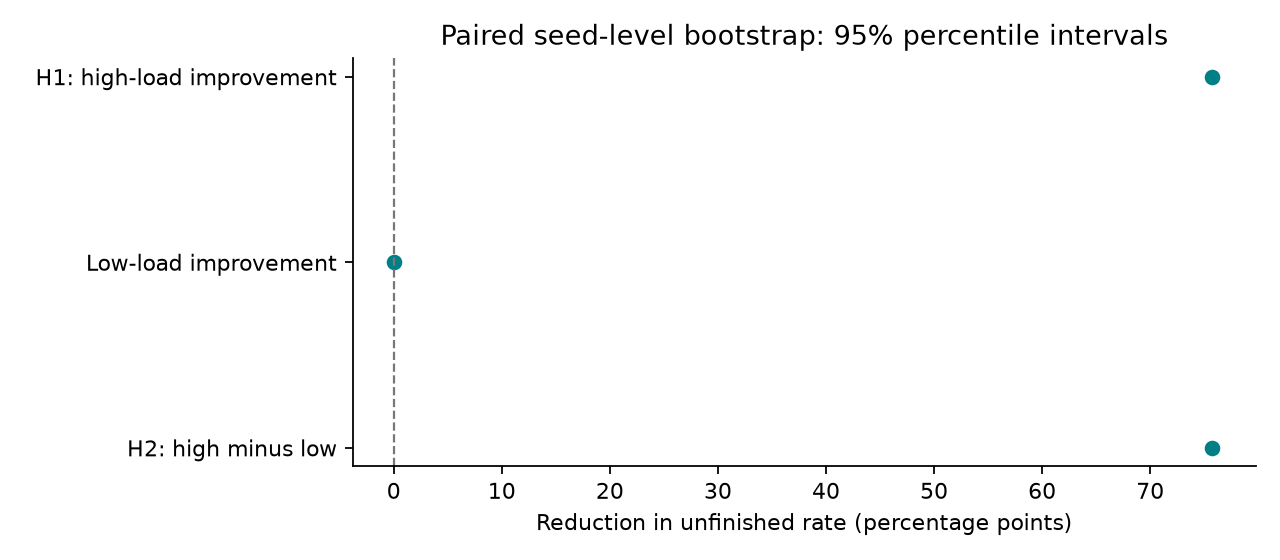 Paired seed-level bootstrap: 95% percentile intervals
H1: high-load improvement
Low-load improvement
H2: high minus low
0 10 20 30 40 50 60 70
Reduction in unfinished rate (percentage points)